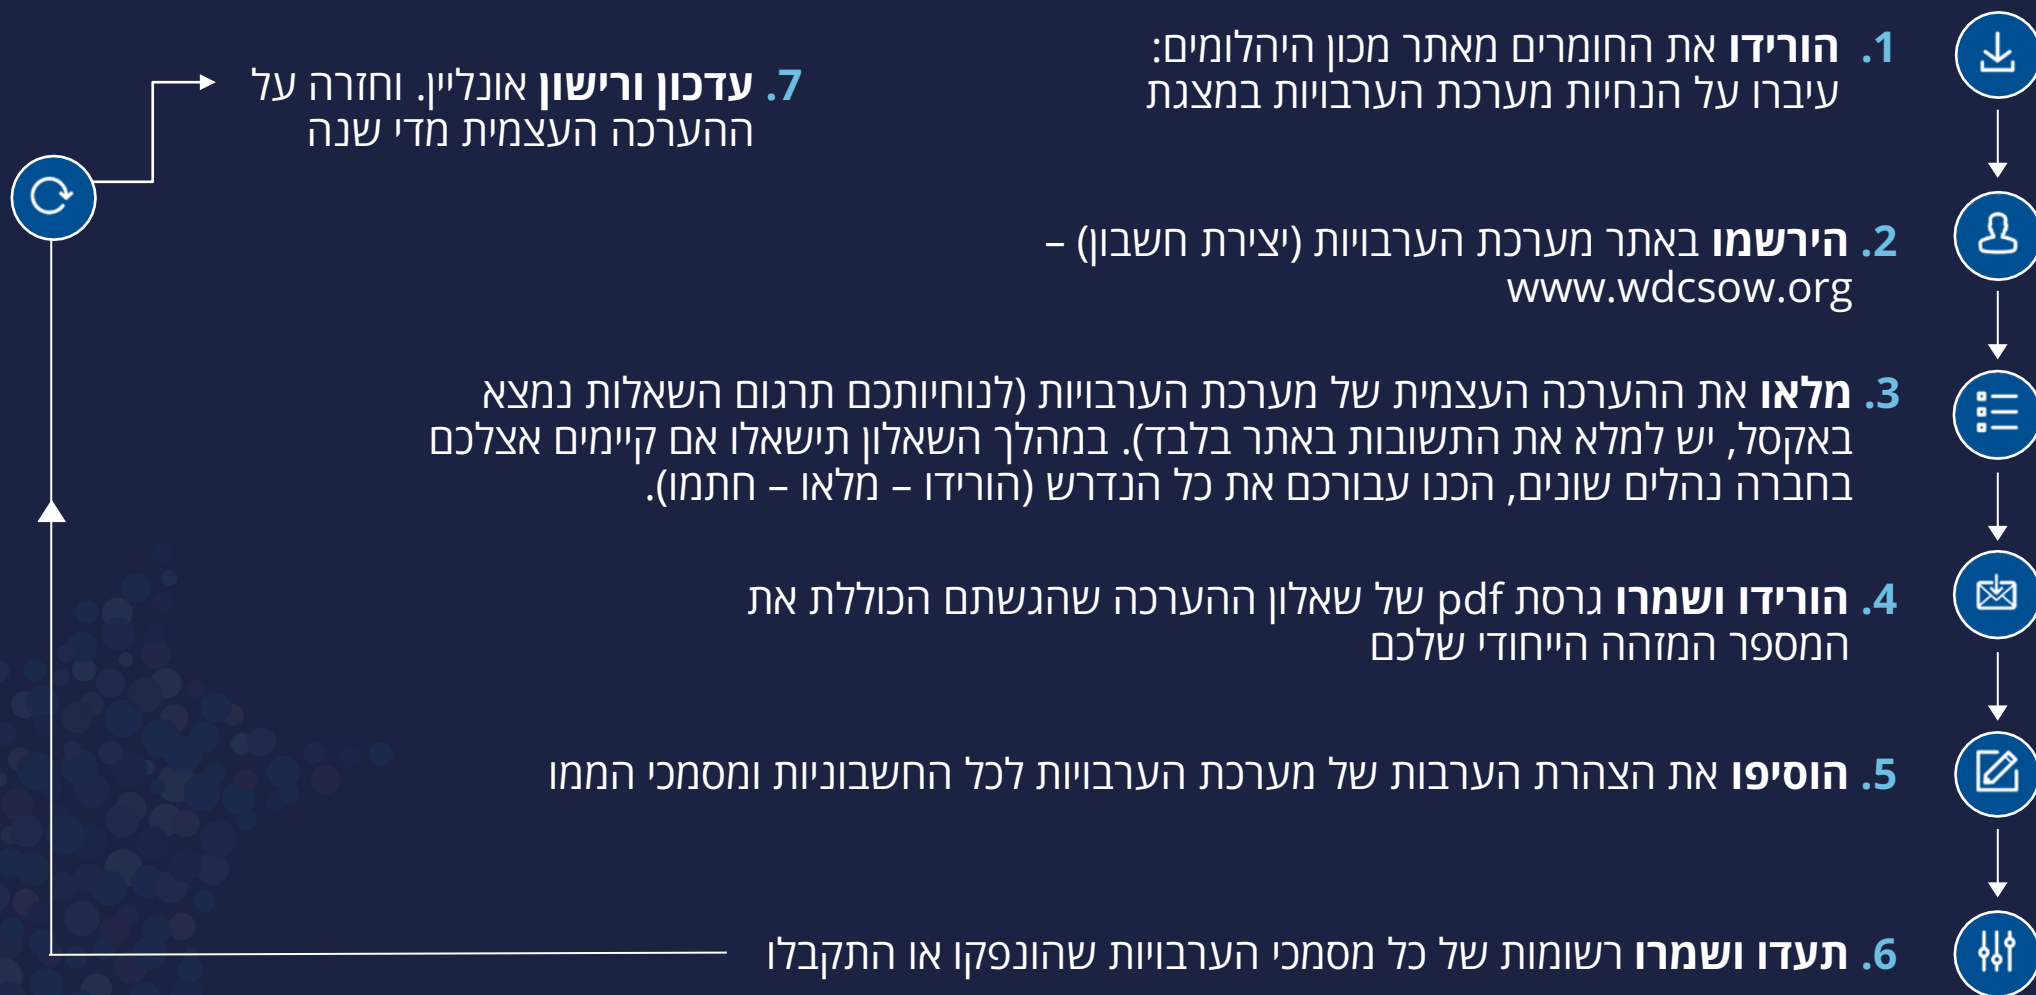 1. הורידו את החומרים מאתר מכון היהלומים:
עיברו על הנחיות מערכת הערבויות במצגת
2. הירשמו באתר מערכת הערבויות (יצירת חשבון) –
www.wdcsow.org
3. מלאו את ההערכה העצמית של מערכת הערבויות (לנוחיותכם תרגום השאלות נמצא
באקסל, יש למלא את התשובות באתר בלבד). במהלך השאלון תישאלו אם קיימים אצלכם
בחברה נהלים שונים, הכנו עבורכם את כל הנדרש (הורידו – מלאו – חתמו).
4. הורידו ושמרו גרסת pdf של שאלון ההערכה שהגשתם הכוללת את
המספר המזהה הייחודי שלכם
5. הוסיפו את הצהרת הערבות של מערכת הערבויות לכל החשבוניות ומסמכי הממו
6. תעדו ושמרו רשומות של כל מסמכי הערבויות שהונפקו או התקבלו
7. עדכון ורישון אונליין. וחזרה על
ההערכה העצמית מדי שנה